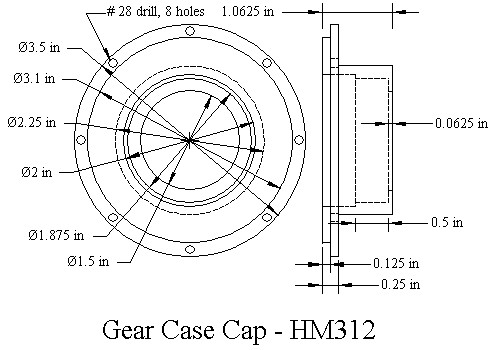 # 28 drill, 8 holes
1.0625 in
Ø3.5 in
Ø3.1 in
Ø2.25 in
Ø2 in
Ø1.875 in
Ø1.5 in
0.0625 in
0.5 in
0.125 in
0.25 in
Gear Case Cap - HM312